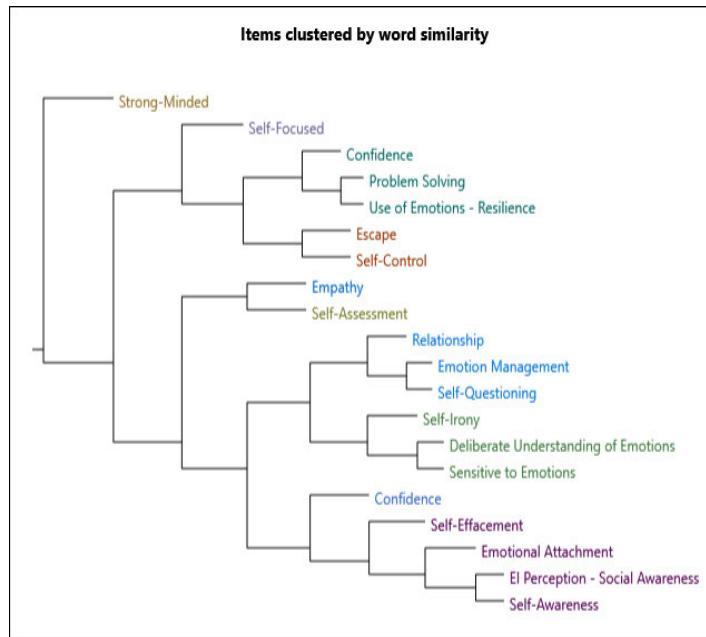 Items clustered by word similarity
Strong-Minded
Self-Focused
Confidence
Problem Solving
Use of Emotions - Resilience
Escape
Self-Control
Empathy
Self-Assessment
Relationship
Emotion Management
Self-Questioning
Self-Irony
Deliberate Understanding of Emotions
Sensitive to Emotions
Confidence
Self-Effacement
Emotional Attachment
EI Perception - Social Awareness
Self-Awareness